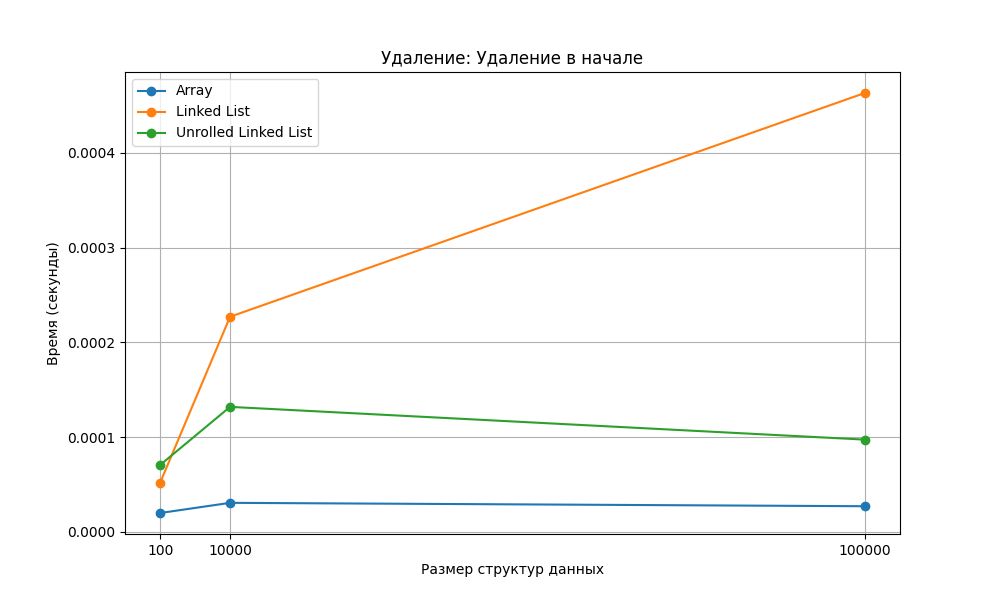 Удаление: Удаление в начале
Array
Linked List
Unrolled Linked List
0.0004
0.0003
0.0002
0.0001
0.0000
Время (секунды)
100
10000
100000
Размер структур данных